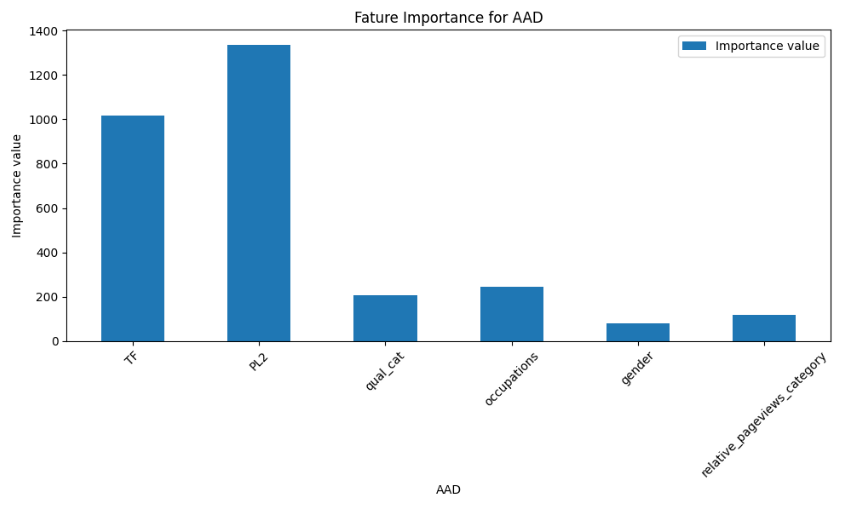 Fature Importance for AAD
Importance value
1400
1200
1000
800
600
400
200
0
Importance value
TF
PL2
qual_cat
occupations
gender
relative_pageviews_category
AAD